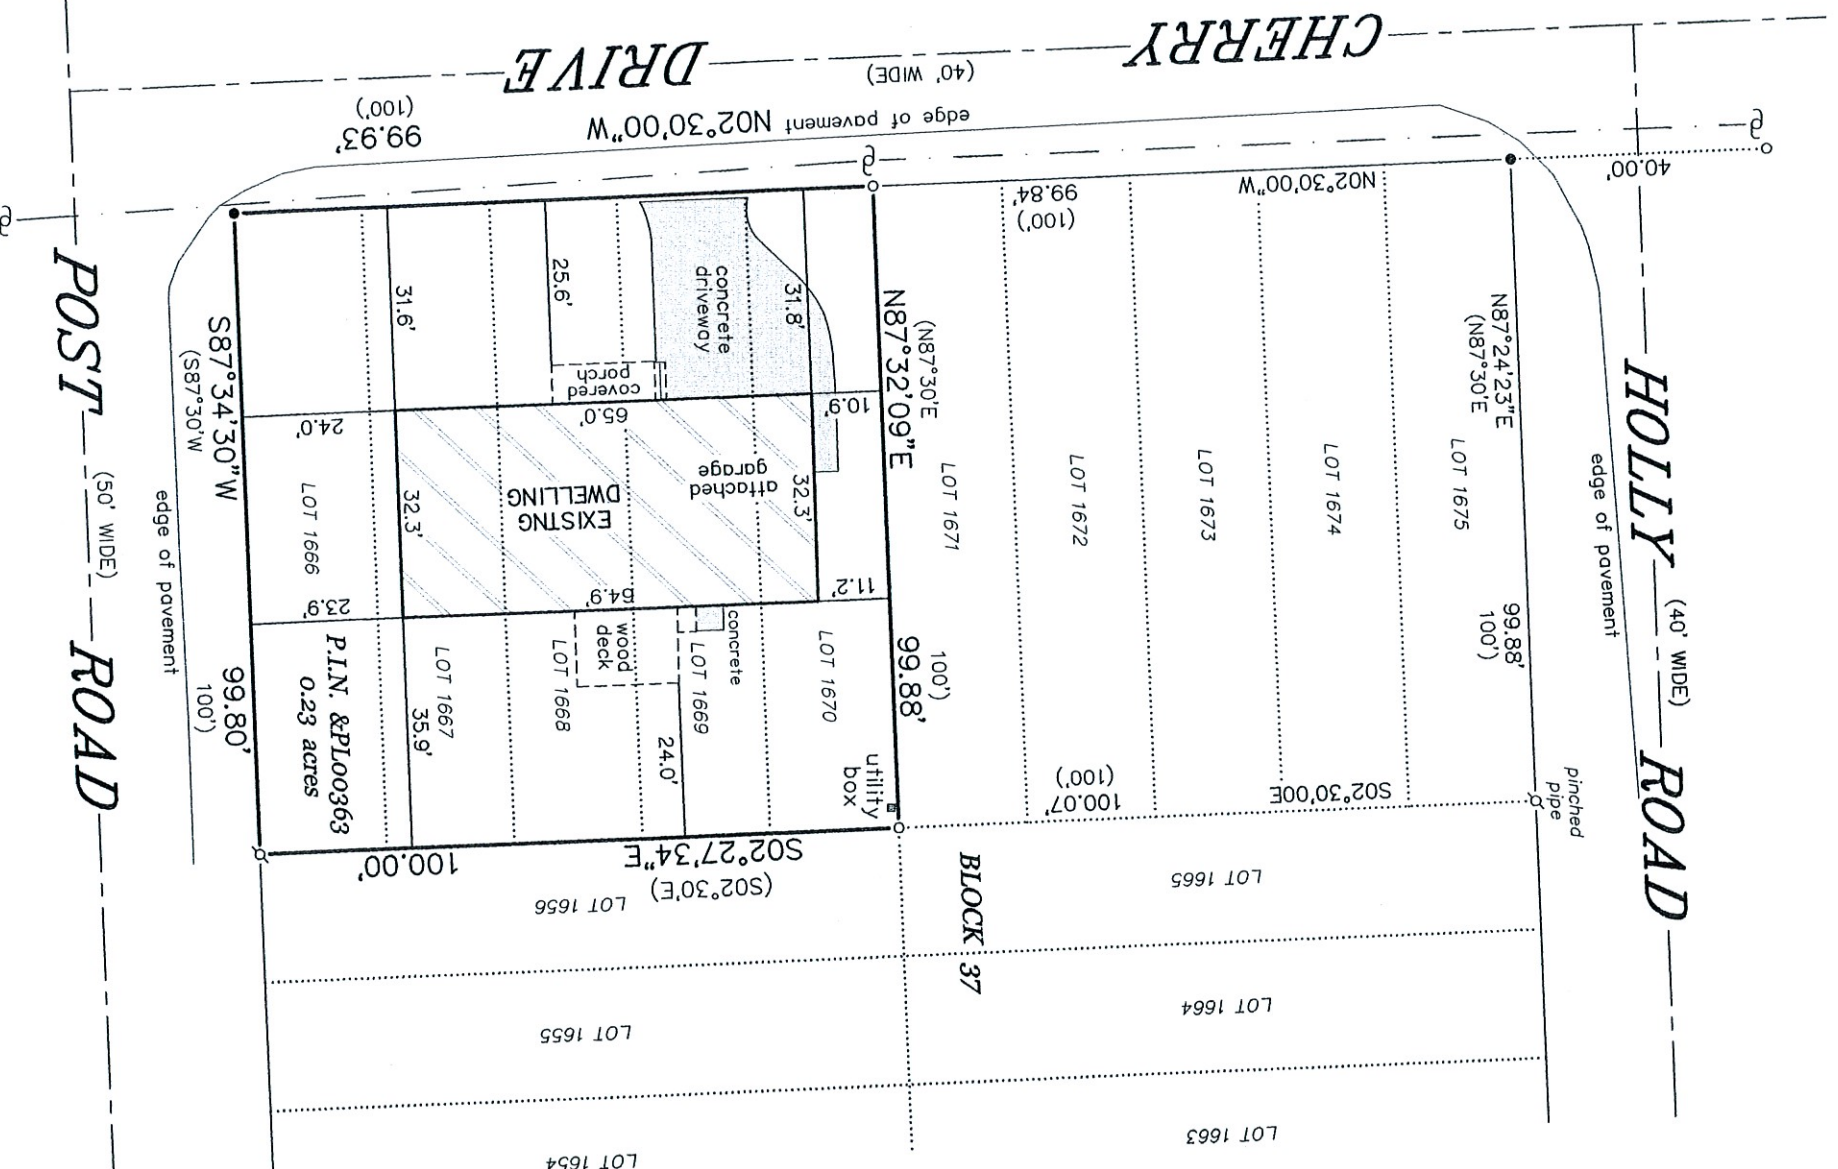 CHERRY DRIVE
(40' WIDE)
edge of pavement
N02°30'00"W
99.93'
(100')
POST ROAD
(50' WIDE)
edge of pavement
S87°34'30"W
(S87°30'W
99.80'
100')
HOLLY ROAD
(40' WIDE)
edge of pavement
40.00'
N02°30'00"W
99.84'
(100')
N87°24'23"E
(N87°30'E
99.88'
100')
N87°32'09"E
(N87°30'E
99.88'
100')
31.6'
25.6'
31.8'
concrete
driveway
covered
porch
65.0'
10.9'
24.0'
attached
garage
EXISTNG
DWELLING
32.3'
32.3'
64.9'
11.2'
23.9'
LOT 1666
LOT 1667
LOT 1668
LOT 1669
LOT 1670
LOT 1671
LOT 1672
LOT 1673
LOT 1674
LOT 1675
wood
deck
concrete
35.9'
24.0'
P.I.N. &PL00363
0.23 acres
utility
box
S02°27'34"E
100.00'
(S02°30'E)
S02°30'00E
100.07'
(100')
pinched
pipe
BLOCK 37
LOT 1656
LOT 1655
LOT 1654
LOT 1665
LOT 1664
LOT 1663